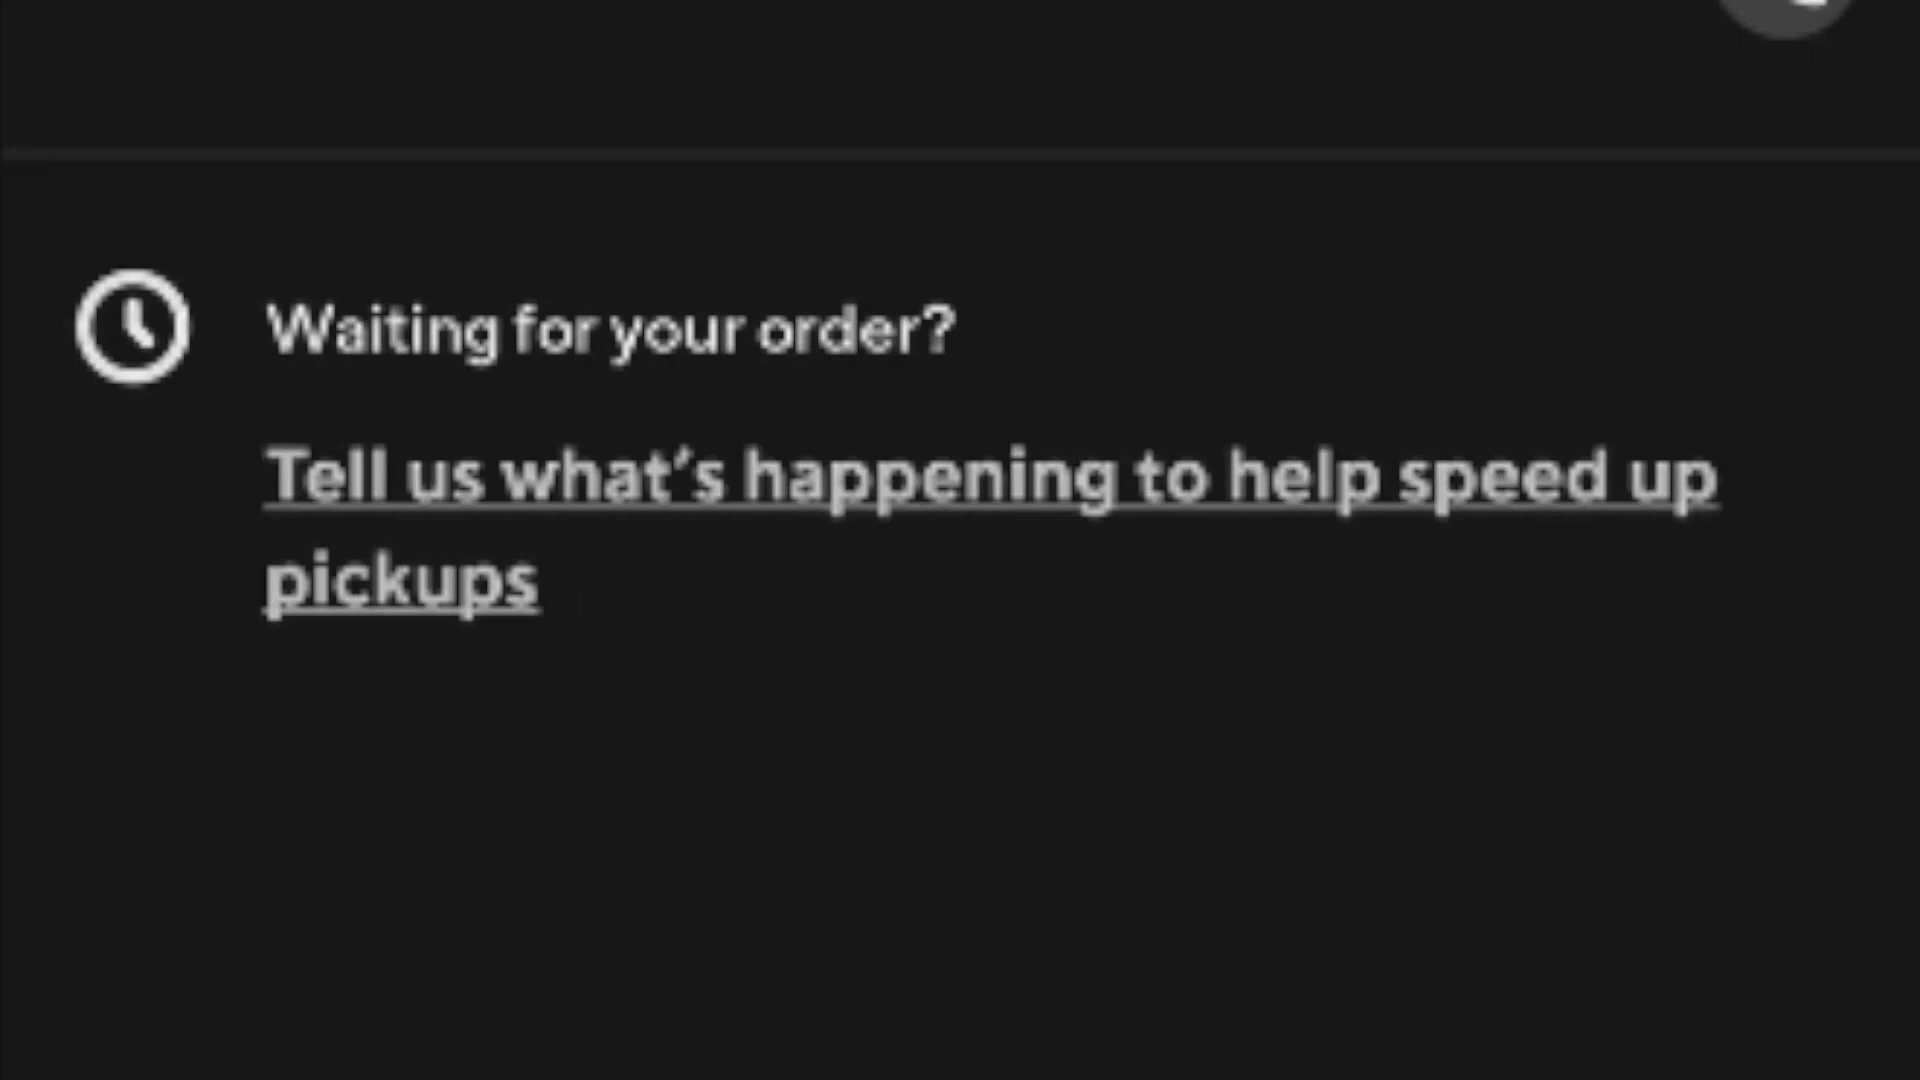 Waiting for your order?
Tell us what’s happening to help speed up
pickups